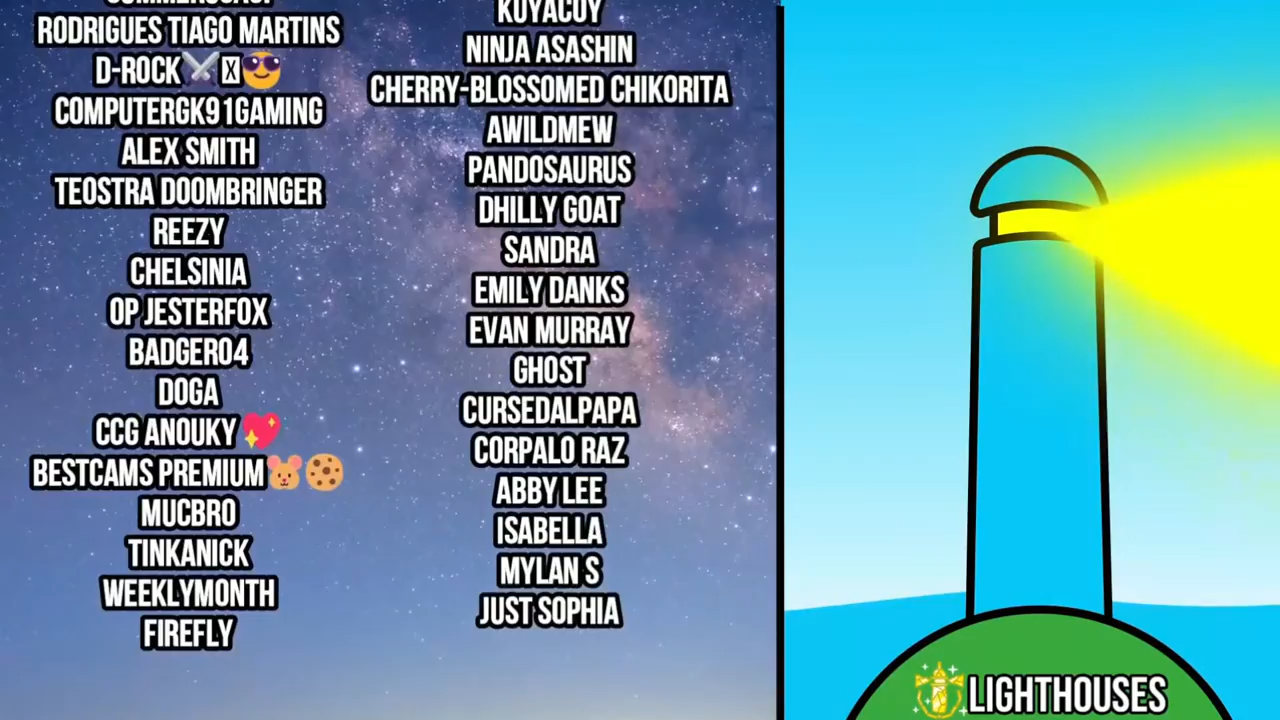 RODRIGUES TIAGO MARTINS
D-ROCK⚔️ 😎
COMPUTERGK91GAMING
ALEX SMITH
TEOSTRA DOOMBRINGER
REEZY
CHELSINIA
OP JESTERFOX
BADGER04
DOGA
CCG ANOUKY💖
BESTCAMS PREMIUM🐹🍪
MUCBRO
TINKANICK
WEEKLYMONTH
FIREFLY
KUYACOY
NINJA ASASHIN
CHERRY-BLOSSOMED CHIKORITA
AWILDMEW
PANDOSAURUS
DHILLY GOAT
SANDRA
EMILY DANKS
EVAN MURRAY
GHOST
CURSEDALPAPA
CORPALO RAZ
ABBY LEE
ISABELLA
MYLAN S
JUST SOPHIA
LIGHTHOUSES